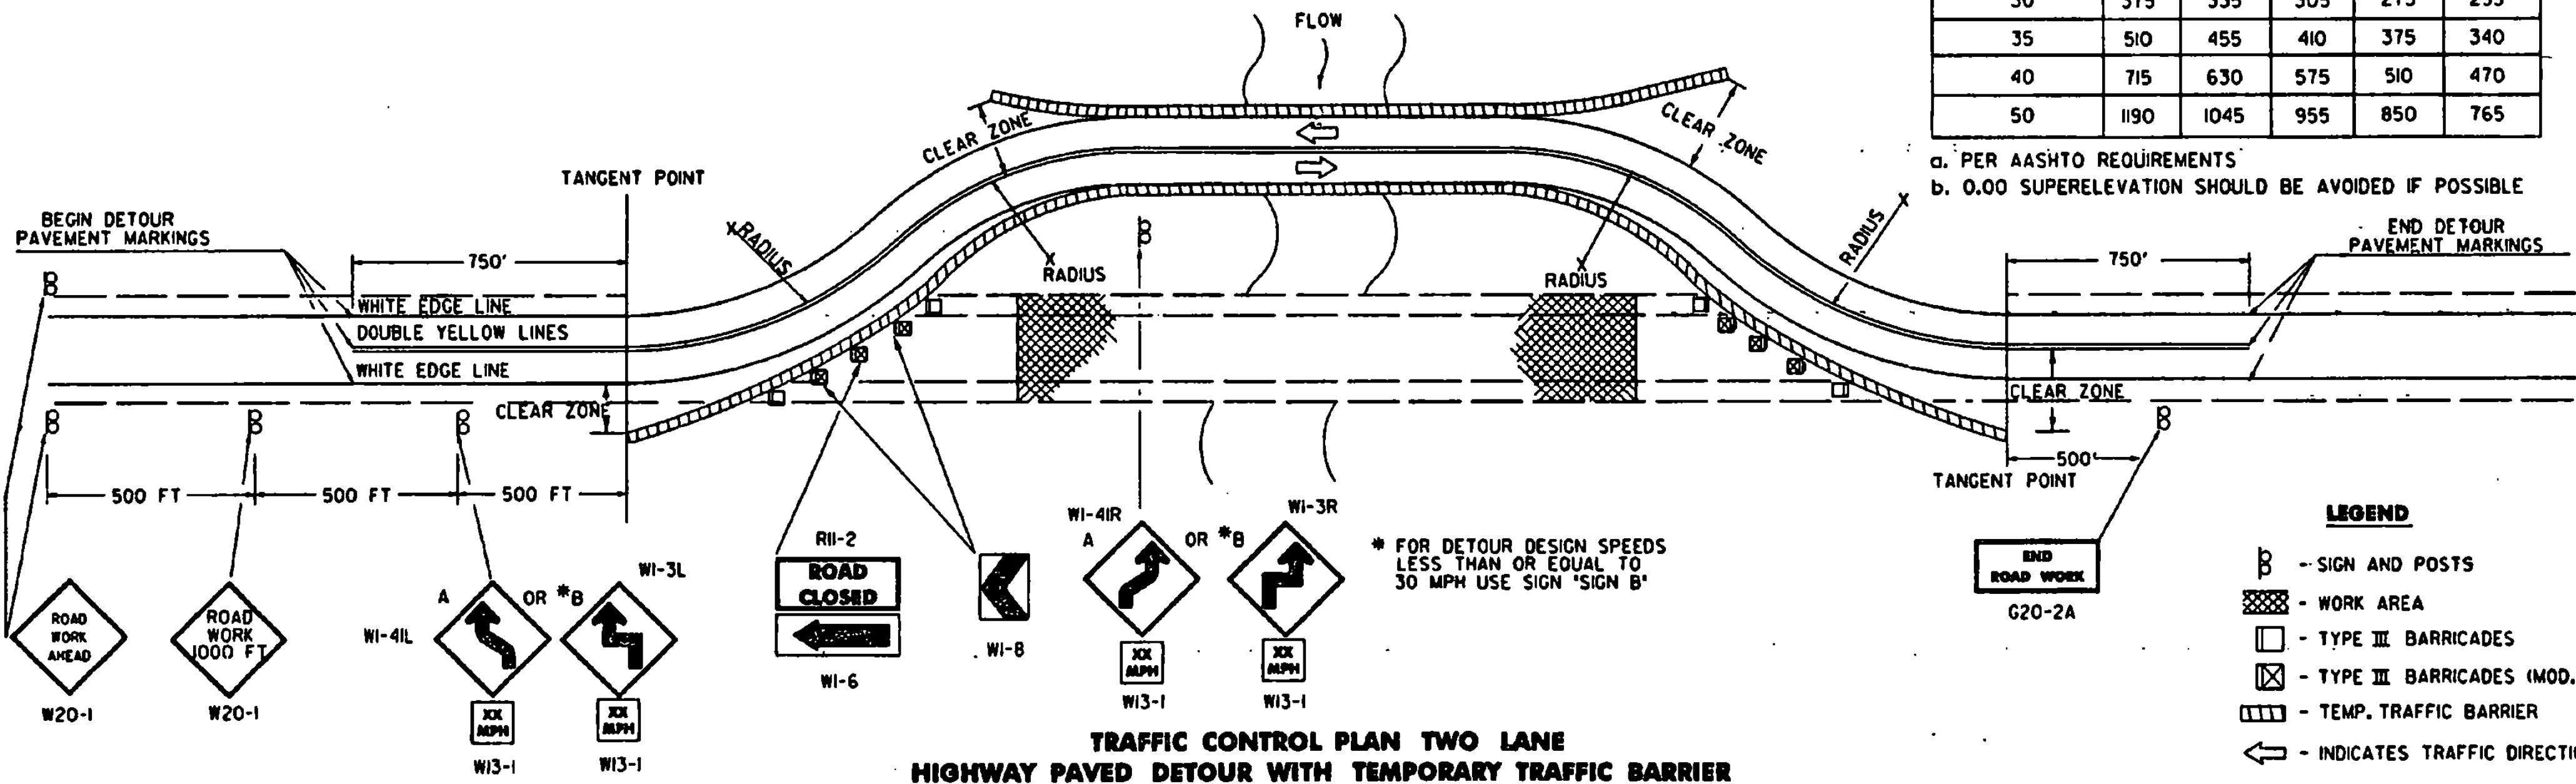 FLOW
35 510 455 410 375 340
40 715 630 575 510 470
50 1190 1045 955 850 765
a. PER AASHTO REQUIREMENTS
b. 0.00 SUPERELEVATION SHOULD BE AVOIDED IF POSSIBLE
CLEAR ZONE
CLEAR ZONE
TANGENT POINT
BEGIN DETOUR
PAVEMENT MARKINGS
750'
RADIUS
RADIUS
RADIUS
RADIUS
END DETOUR
PAVEMENT MARKINGS
750'
WHITE EDGE LINE
DOUBLE YELLOW LINES
WHITE EDGE LINE
CLEAR ZONE
CLEAR ZONE
500 FT
500 FT
500 FT
500'
TANGENT POINT
ROAD
WORK
AHEAD
W20-1
ROAD
WORK
1000 FT
W20-1
A OR *B
W1-4L
W1-3L
XX
MPH
W13-1
XX
MPH
W13-1
R11-2
ROAD
CLOSED
W1-6
W1-8
W1-4R
A OR *B
W1-3R
XX
MPH
W13-1
XX
MPH
W13-1
* FOR DETOUR DESIGN SPEEDS
LESS THAN OR EQUAL TO
30 MPH USE SIGN "SIGN B"
END
ROAD WORK
G20-2A
LEGEND
- SIGN AND POSTS
- WORK AREA
- TYPE III BARRICADES
- TYPE III BARRICADES (MOD.
- TEMP. TRAFFIC BARRIER
- INDICATES TRAFFIC DIRECTI
TRAFFIC CONTROL PLAN TWO LANE
HIGHWAY PAVED DETOUR WITH TEMPORARY TRAFFIC BARRIER